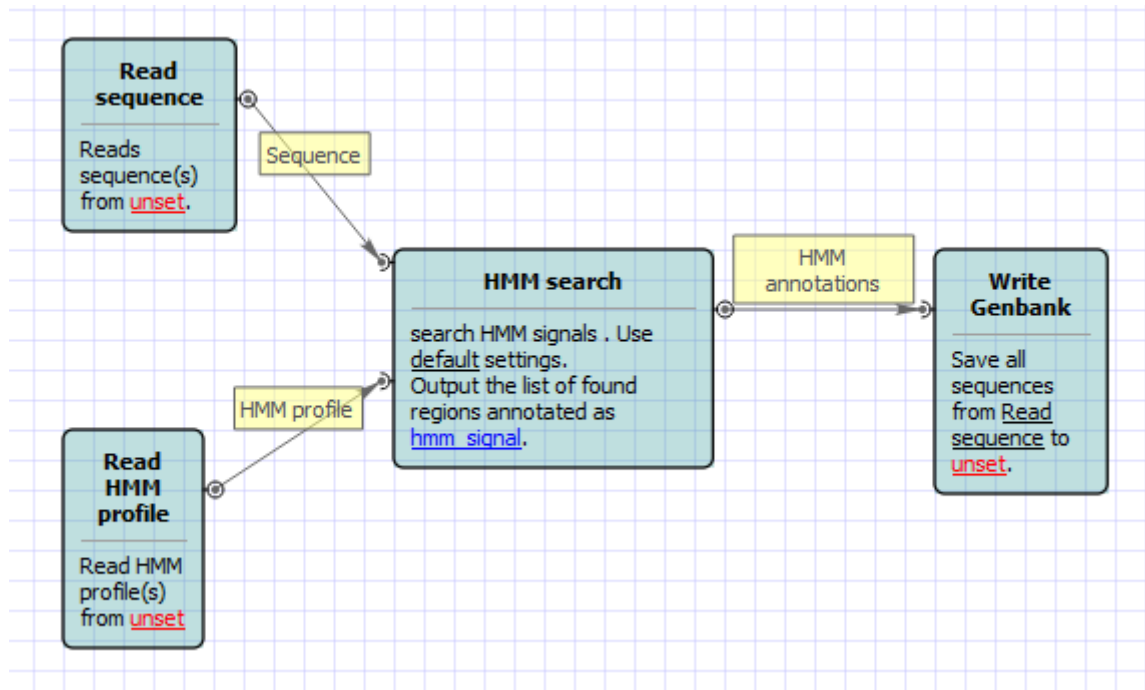 Read
sequence
Reads
sequence(s)
from unset.
Sequence
HMM search
search HMM signals . Use
default settings.
Output the list of found
regions annotated as
hmm_signal.
HMM
annotations
Write
Genbank
Save all
sequences
from Read
sequence to
unset.
HMM profile
Read
HMM
profile
Read HMM
profile(s)
from unset